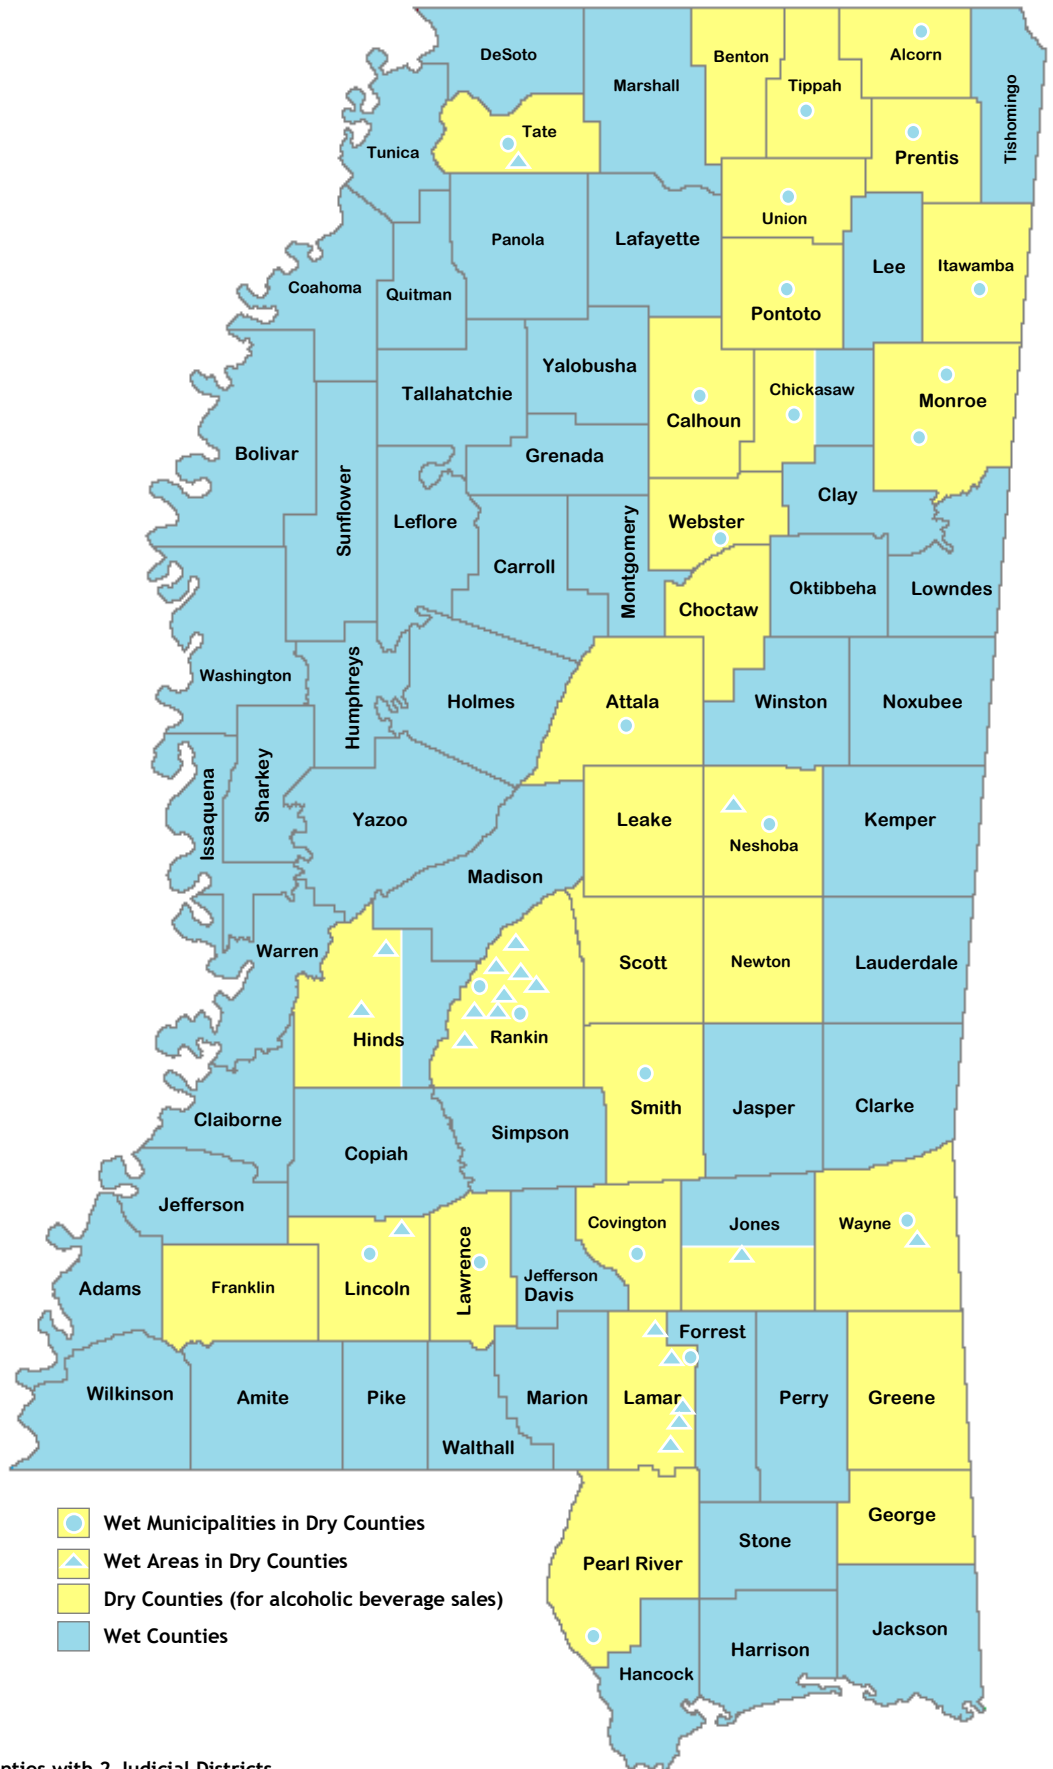 DeSoto
Marshall
Benton
Tippah
Alcorn
Tishomingo
Tate
Tunica
Prentis
Union
Panola
Lafayette
Lee
Itawamba
Coahoma
Quitman
Pontoto
Yalobusha
Tallahatchie
Chickasaw
Calhoun
Monroe
Bolivar
Sunflower
Grenada
Leflore
Clay
Webster
Carroll
Montgomery
Choctaw
Oktibbeha
Lowndes
Washington
Humphreys
Holmes
Attala
Winston
Noxubee
Issaquena
Sharkey
Yazoo
Leake
Neshoba
Kemper
Madison
Warren
Scott
Newton
Lauderdale
Hinds
Rankin
Claiborne
Copiah
Simpson
Smith
Jasper
Clarke
Jefferson
Covington
Jones
Wayne
Adams
Franklin
Lincoln
Lawrence
Jefferson
Davis
Forrest
Wilkinson
Amite
Pike
Walthall
Marion
Lamar
Perry
Greene
George
Stone
Pearl River
Jackson
Harrison
Hancock
Wet Municipalities in Dry Counties
Wet Areas in Dry Counties
Dry Counties (for alcoholic beverage sales)
Wet Counties
with 2 Judicial Districts